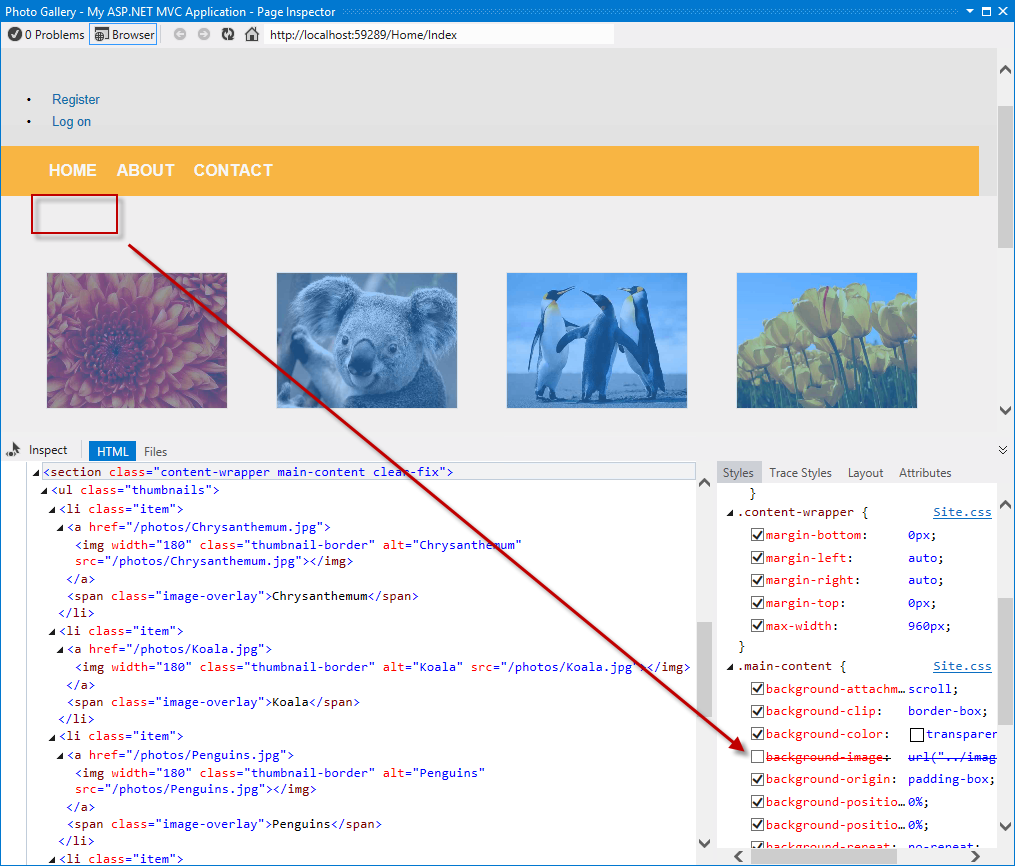 Photo Gallery - My ASP.NET MVC Application - Page Inspector
0 Problems Browser http://localhost:59289/Home/Index
• Register
• Log on
HOME ABOUT CONTACT
Inspect HTML Files
<section class="content-wrapper main-content clear-fix">
<ul class="thumbnails">
<li class="item">
<a href="/photos/Chrysanthemum.jpg">
<img width="180" class="thumbnail-border" alt="Chrysanthemum"
src="/photos/Chrysanthemum.jpg"></img>
</a>
<span class="image-overlay">Chrysanthemum</span>
</li>
<li class="item">
<a href="/photos/Koala.jpg">
<img width="180" class="thumbnail-border" alt="Koala" src="/photos/Koala.jpg"></img>
</a>
<span class="image-overlay">Koala</span>
</li>
<li class="item">
<a href="/photos/Penguins.jpg">
<img width="180" class="thumbnail-border" alt="Penguins"
src="/photos/Penguins.jpg"></img>
</a>
<span class="image-overlay">Penguins</span>
</li>
<li class="item">
Styles Trace Styles Layout Attributes
}
.content-wrapper { Site.css
margin-bottom: 0px;
margin-left: auto;
margin-right: auto;
margin-top: 0px;
max-width: 960px;
}
.main-content { Site.css
background-attachm... scroll;
background-clip: border-box;
background-color: transparen
background-image: url("../imag
background-origin: padding-box;
background-positio... 0%;
background-positio... 0%;
background-repeat: no-repeat;